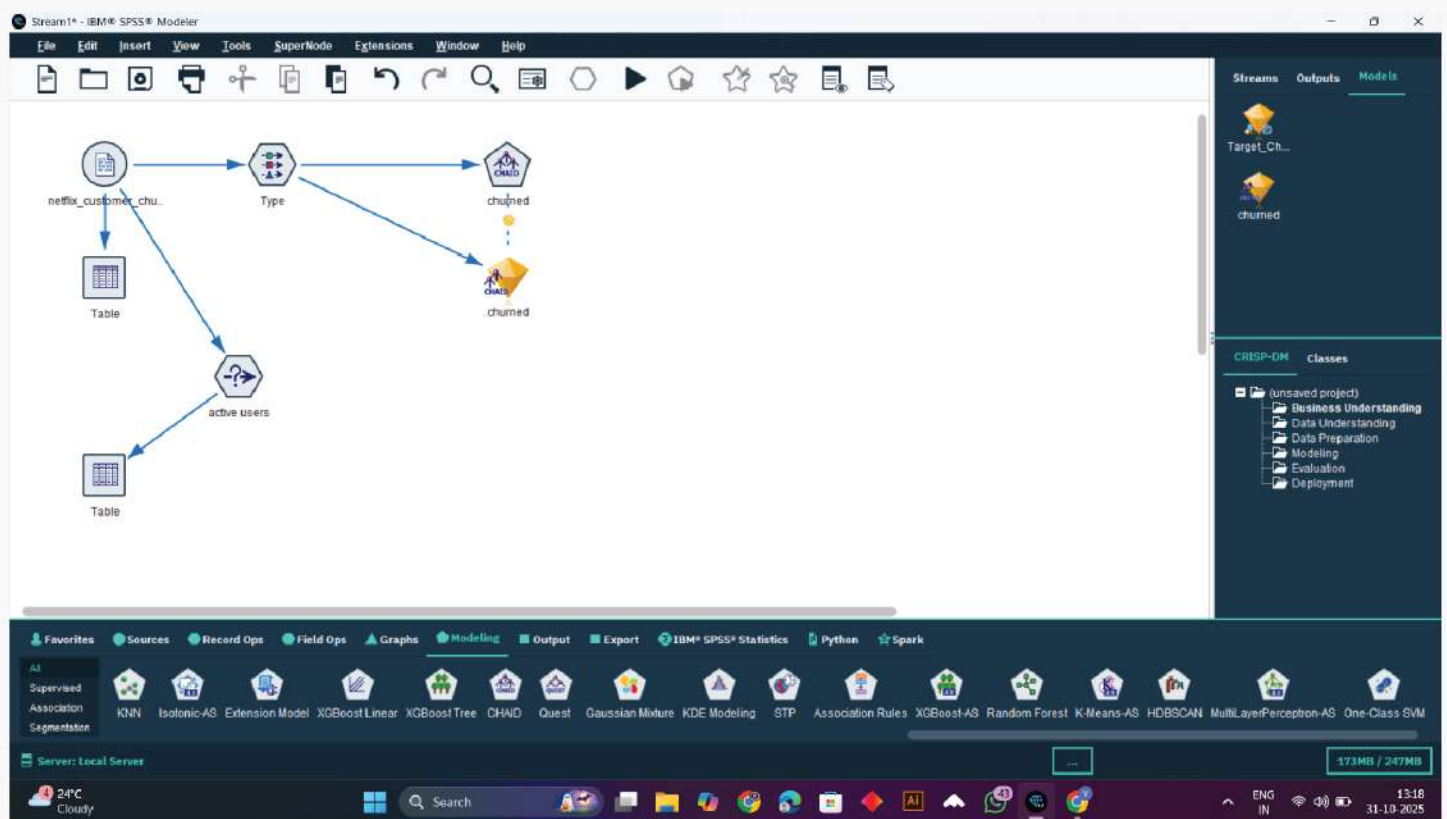 Stream1* - IBM® SPSS® Modeler
File Edit Insert View Tools SuperNode Extensions Window Help
Streams Outputs Models
Target_Ch...
churned
netflix_customer_chu..
Type
CHAID
churned
CHAID
churned
Table
active users
Table
CRISP-DM Classes
(unsaved project)
Business Understanding
Data Understanding
Data Preparation
Modeling
Evaluation
Deployment
Favorites Sources Record Ops Field Ops Graphs Modeling Output Export IBM® SPSS® Statistics Python Spark
All
Supervised
Association
Segmentation
KNN Isotonic-AS Extension Model XGBoost Linear XGBoost Tree CHAID Quest Gaussian Mixture KDE Modeling STP Association Rules XGBoost-AS Random Forest K-Means-AS HDBSCAN MultiLayerPerceptron-AS One-Class SVM
Server: Local Server
...
173MB / 247MB
4
24°C
Cloudy
Search
Ai
43
ENG
IN
13:18
31-10-2025